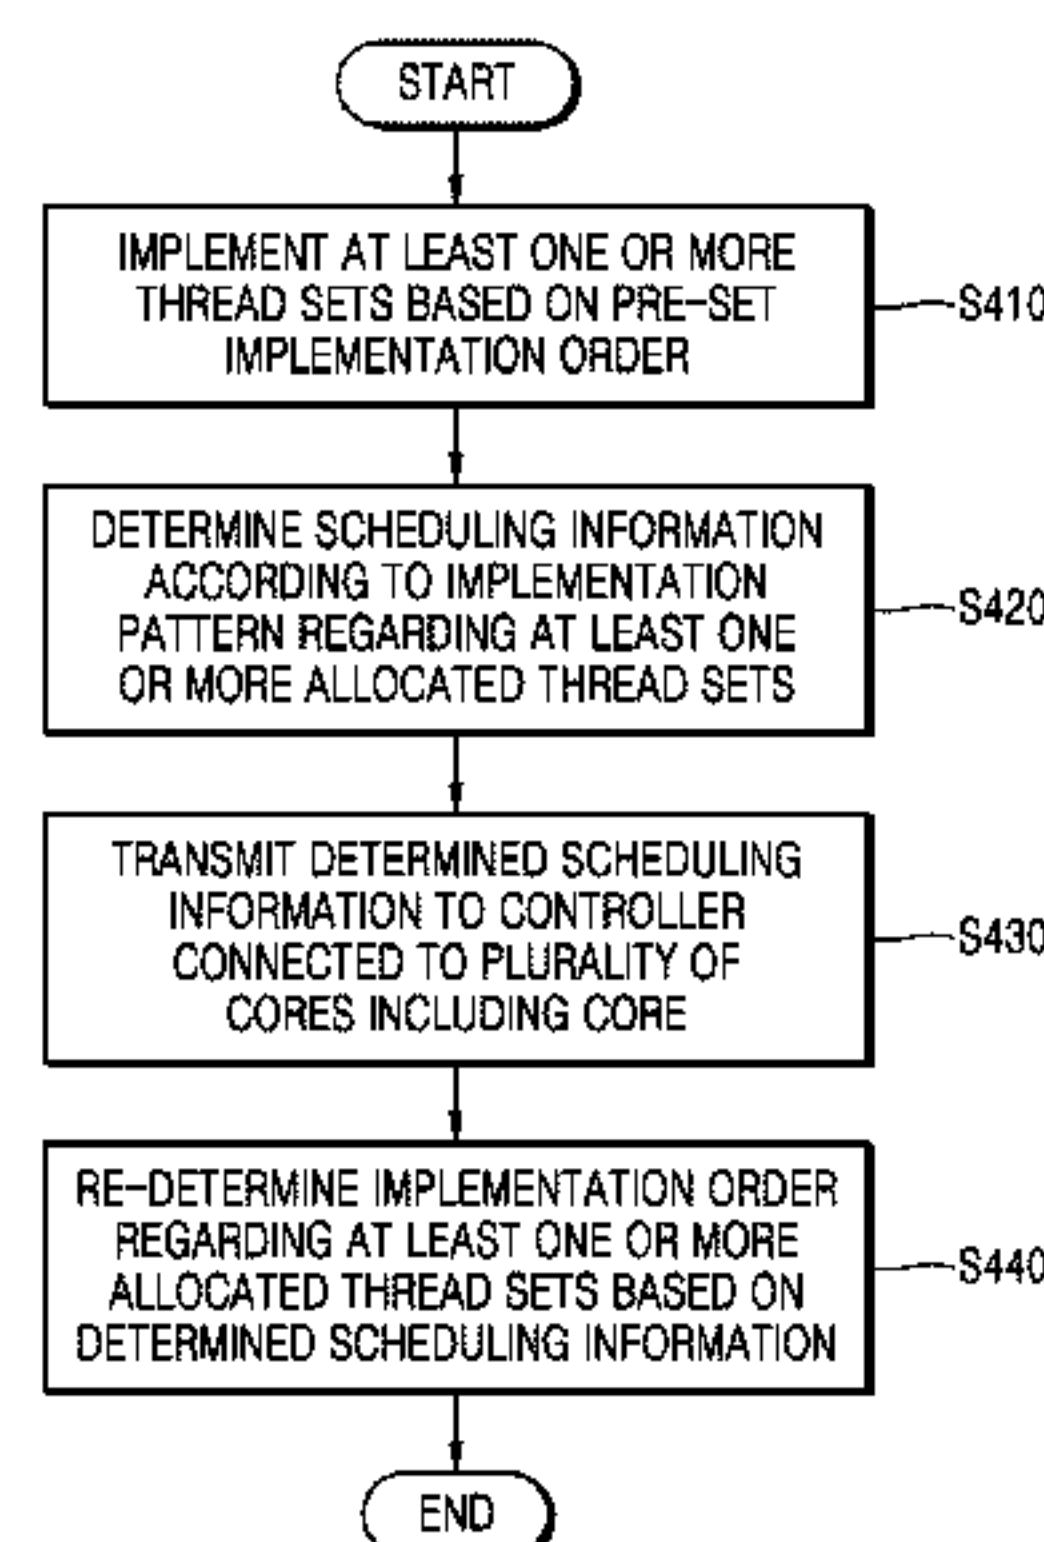 START
IMPLEMENT AT LEAST ONE OR MORE
THREAD SETS BASED ON PRE-SET
IMPLEMENTATION ORDER
S410
DETERMINE SCHEDULING INFORMATION
ACCORDING TO IMPLEMENTATION
PATTERN REGARDING AT LEAST ONE
OR MORE ALLOCATED THREAD SETS
S420
TRANSMIT DETERMINED SCHEDULING
INFORMATION TO CONTROLLER
CONNECTED TO PLURALITY OF
CORES INCLUDING CORE
S430
RE-DETERMINE IMPLEMENTATION ORDER
REGARDING AT LEAST ONE OR MORE
ALLOCATED THREAD SETS BASED ON
DETERMINED SCHEDULING INFORMATION
S440
END